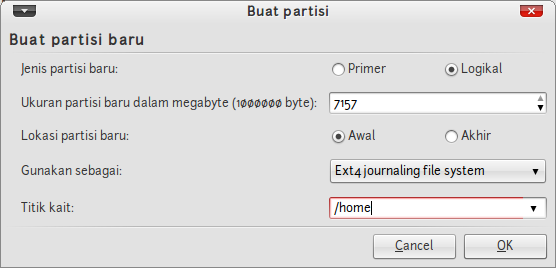 Buat partisi
Buat partisi baru
Jenis partisi baru: Primer Logikal
Ukuran partisi baru dalam megabyte (1000000 byte): 7157
Lokasi partisi baru: Awal Akhir
Gunakan sebagai: Ext4 journaling file system
Titik kait: /home
Cancel OK